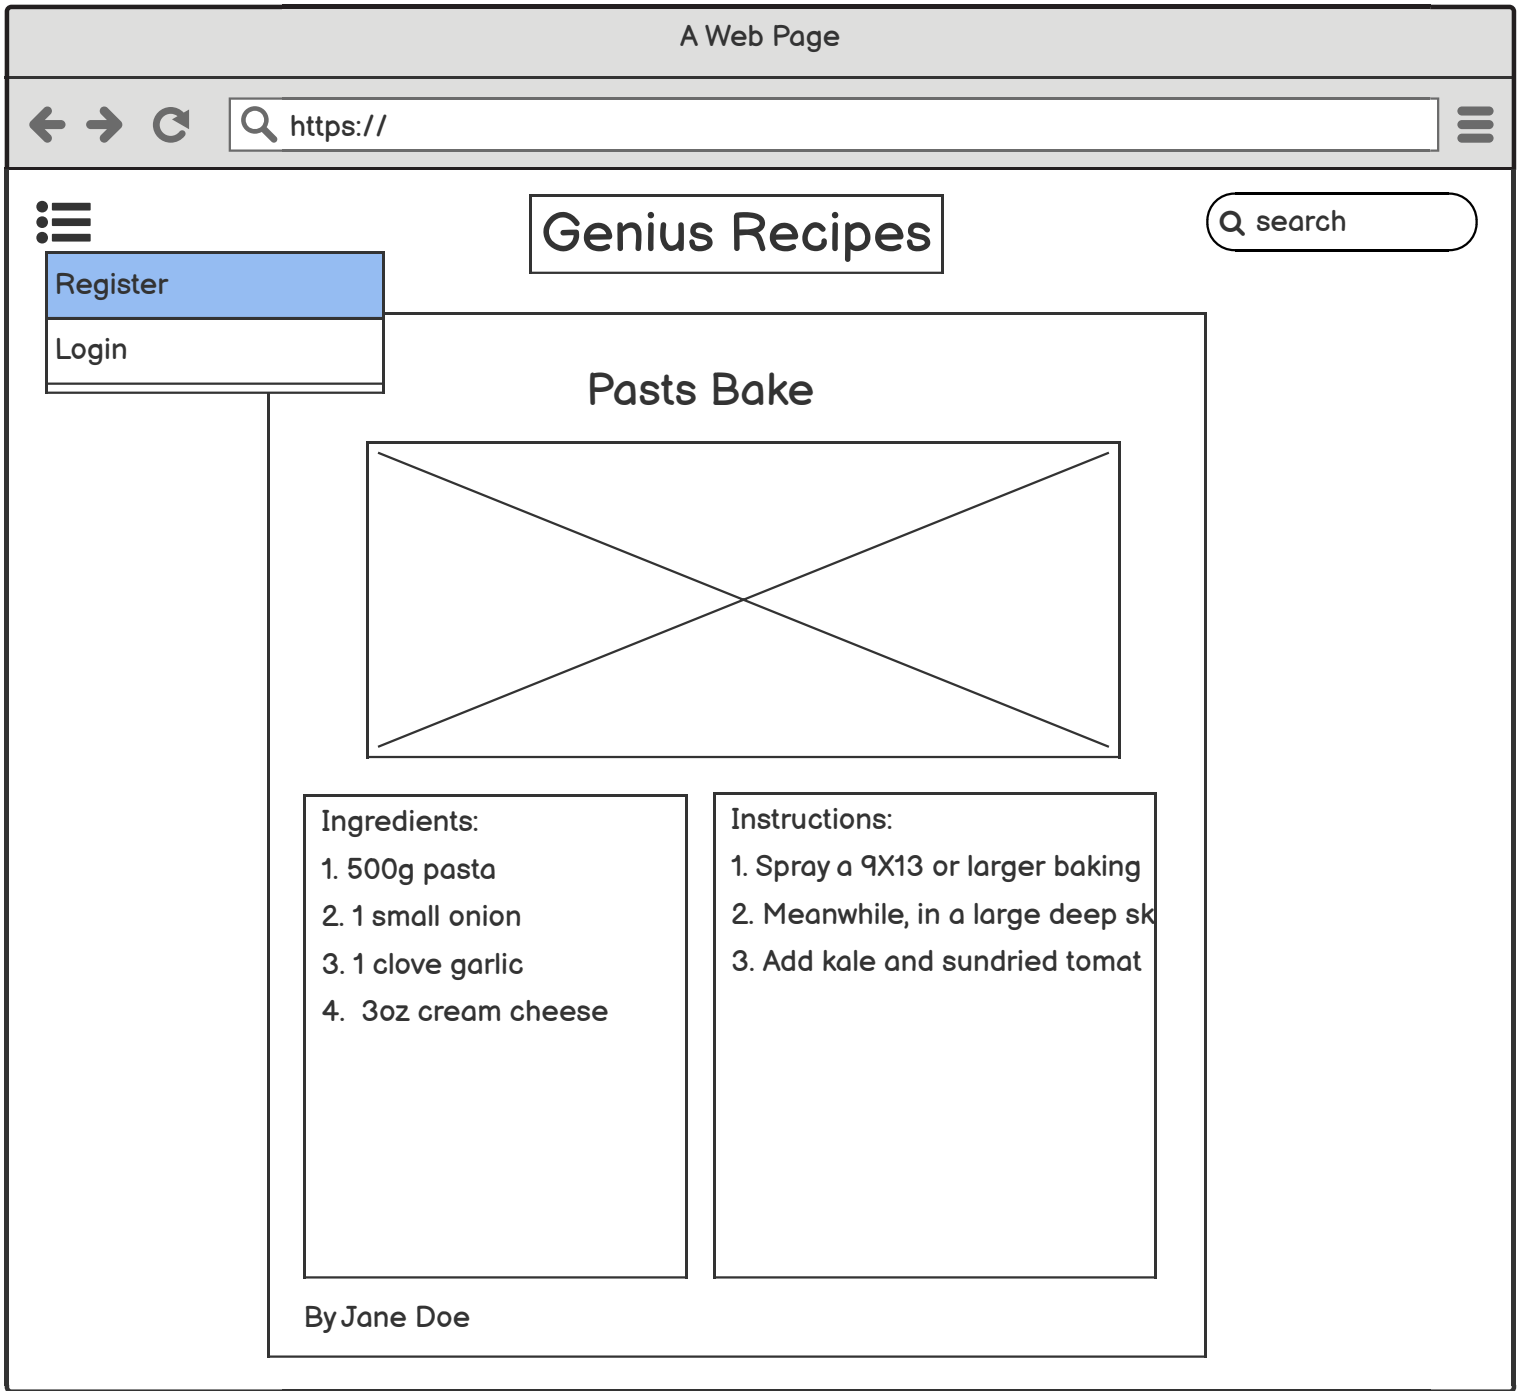 A Web Page
https://
Genius Recipes
search
Register
Login
Pasts Bake
Ingredients:
1. 500g pasta
2. 1 small onion
3. 1 clove garlic
4.  3oz cream cheese
Instructions:
1. Spray a 9X13 or larger baking
2. Meanwhile, in a large deep sk
3. Add kale and sundried tomat
By Jane Doe